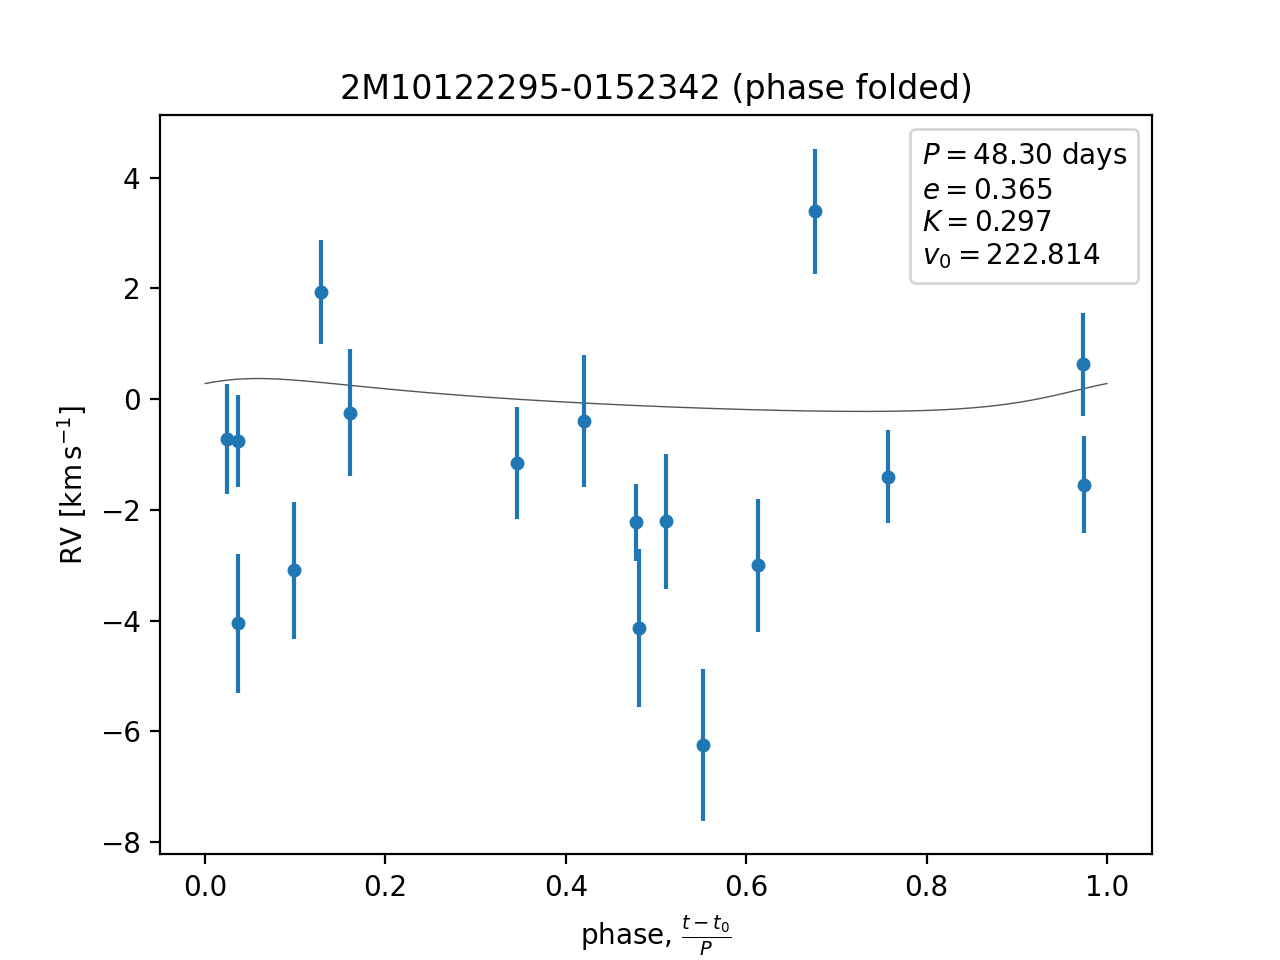 2M10122295-0152342 (phase folded)
P = 48.30 days
e = 0.365
K = 0.297
v₀ = 222.814
4
2
0
−2
−4
−6
−8
RV [km s⁻¹]
0.0 0.2 0.4 0.6 0.8 1.0
phase, (t − t₀)/P